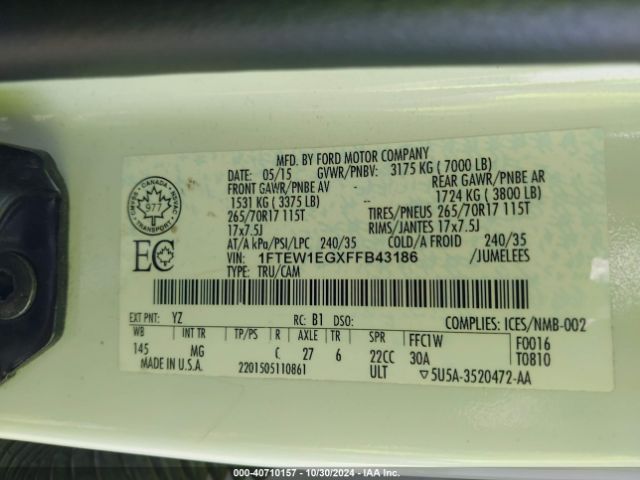 MFD. BY FORD MOTOR COMPANY
DATE: 05/15 GVWR/PNBV: 3175 KG ( 7000 LB)
FRONT GAWR/PNBE AV REAR GAWR/PNBE AR
1531 KG ( 3375 LB) -- 1724 KG ( 3800 LB)
265/70R17 115T TIRES/PNEUS 265/70R17 115T
17x7.5J RIMS/JANTES 17x7.5J
AT/A kPa/PSI/LPC 240/35 COLD/A FROID 240/35
VIN: 1FTEW1EGXFFB43186 /JUMELEES
TYPE: TRU/CAM
CANADA
977
TRANSPORT
EC
EXT PNT: YZ RC: B1 DSO: COMPLIES: ICES/NMB-002
WB INT TR TP/PS R AXLE TR SPR FFC1W F0016
145 MG C 27 6 22CC 30A T0810
MADE IN U.S.A. 2201505110861 ULT ▽5U5A-3520472-AA
000-40710157 - 10/30/2024 - IAA Inc.